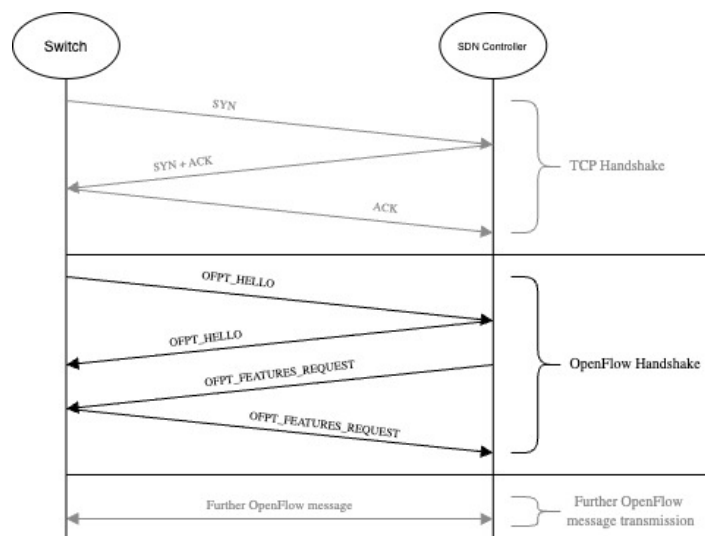 Switch
SDN Controller
SYN
SYN + ACK
TCP Handshake
ACK
OFPT_HELLO
OFPT_HELLO
OFPT_FEATURES_REQUEST
OpenFlow Handshake
OFPT_FEATURES_REQUEST
Further OpenFlow message
Further OpenFlow
message transmission